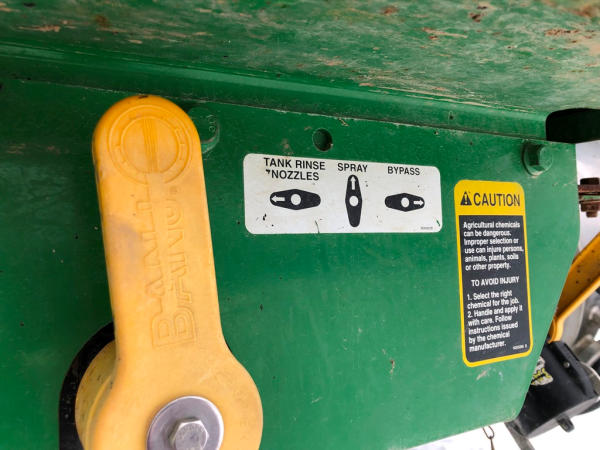 TANK RINSE
NOZZLES
SPRAY
BYPASS
BANJO
CAUTION
Agricultural chemicals
can be dangerous.
Improper selection or
use can injure persons,
animals, plants, soils
or other property.
TO AVOID INJURY
1. Select the right
chemical for the job.
2. Handle and apply it
with care. Follow
instructions issued
by the chemical
manufacturer.